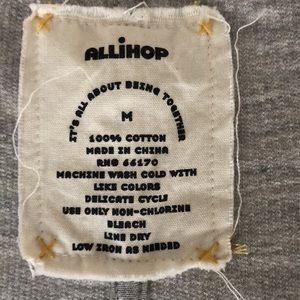 ALLiHOP
IT'S ALL ABOUT BEING TOGETHER
M
100% COTTON
MADE IN CHINA
RN# 66170
MACHINE WASH COLD WITH
LIKE COLORS
DELICATE CYCLE
USE ONLY NON-CHLORINE
BLEACH
LINE DRY
LOW IRON AS NEEDED